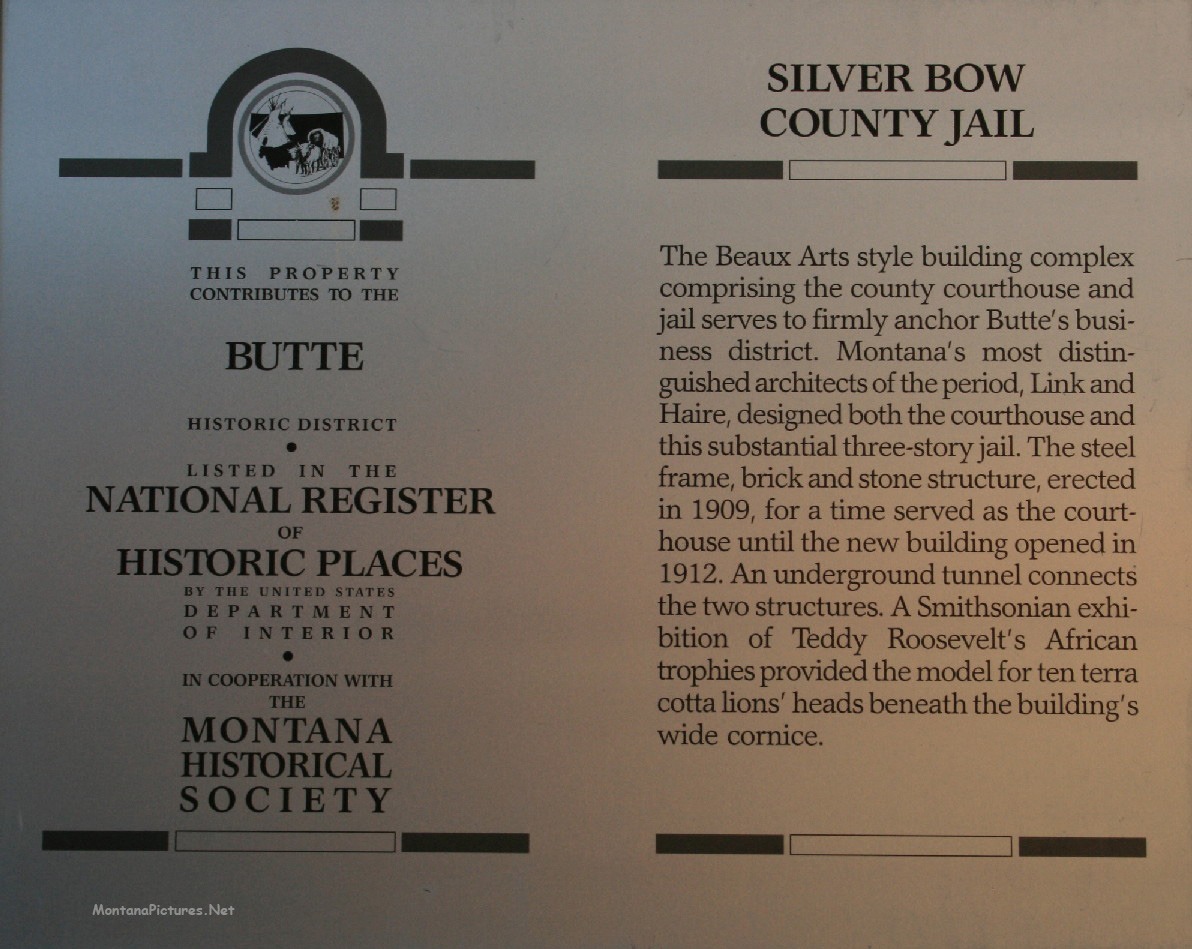 THIS PROPERTY
CONTRIBUTES TO THE
BUTTE
HISTORIC DISTRICT
LISTED IN THE
NATIONAL REGISTER
OF
HISTORIC PLACES
BY THE UNITED STATES
DEPARTMENT
OF INTERIOR
IN COOPERATION WITH
THE
MONTANA
HISTORICAL
SOCIETY
SILVER BOW
COUNTY JAIL
The Beaux Arts style building complex
comprising the county courthouse and
jail serves to firmly anchor Butte's busi-
ness district. Montana's most distin-
guished architects of the period, Link and
Haire, designed both the courthouse and
this substantial three-story jail. The steel
frame, brick and stone structure, erected
in 1909, for a time served as the court-
house until the new building opened in
1912. An underground tunnel connects
the two structures. A Smithsonian exhi-
bition of Teddy Roosevelt's African
trophies provided the model for ten terra
cotta lions' heads beneath the building's
wide cornice.
MontanaPictures.Net